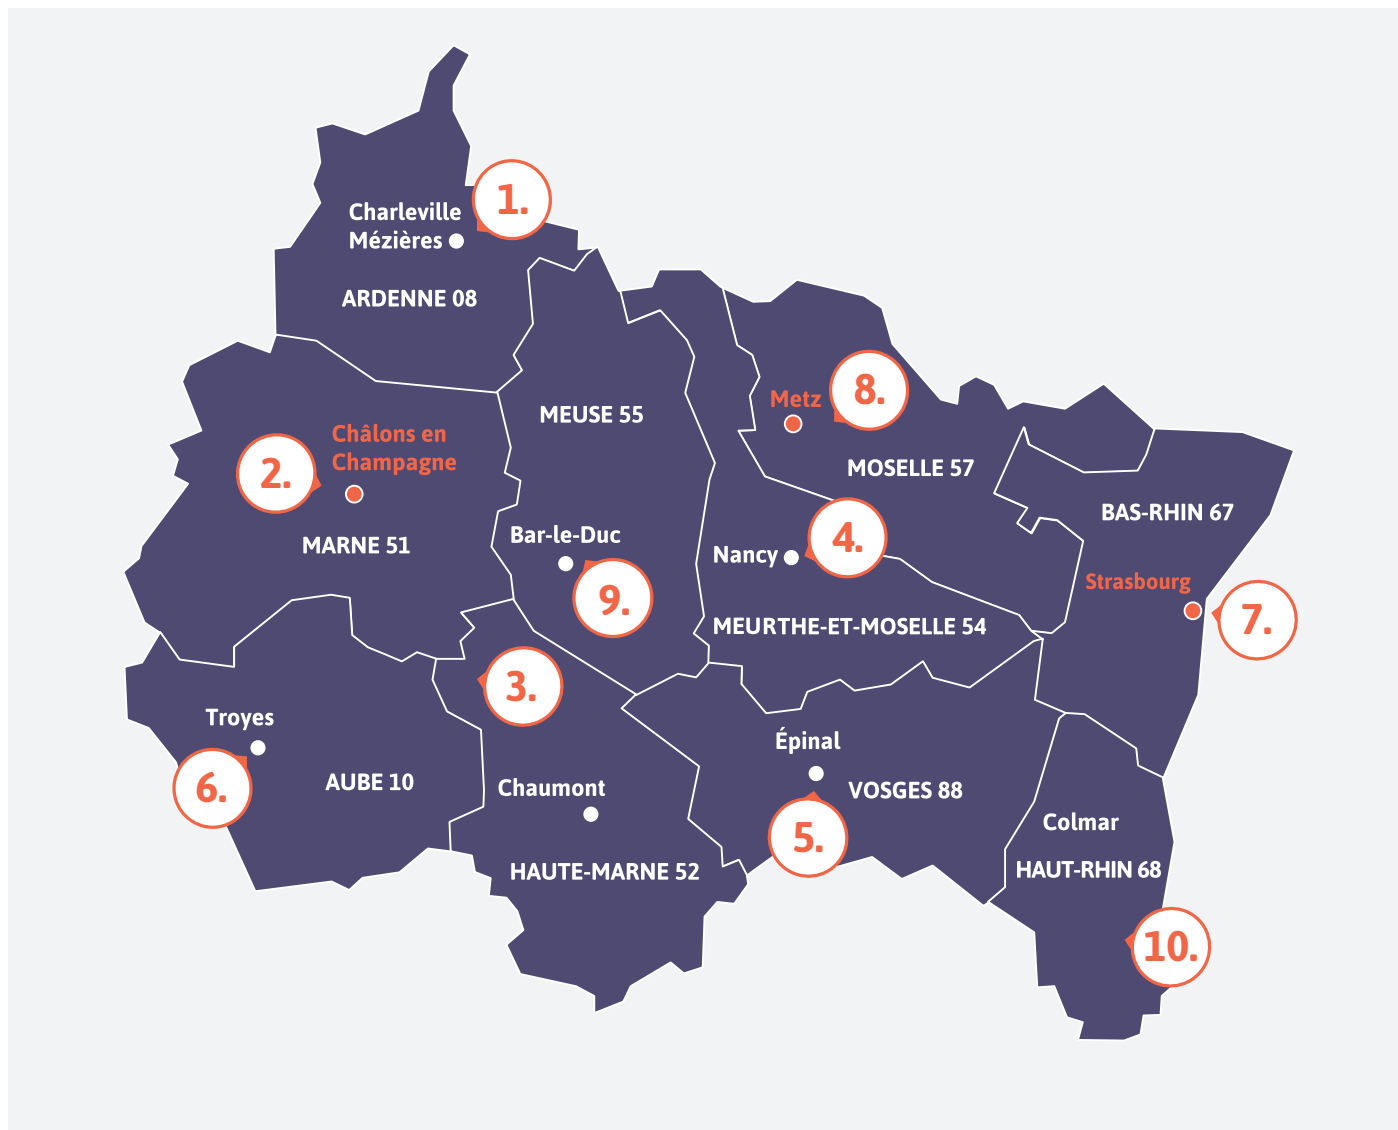 1.
Charleville
Mézières
ARDENNE 08
8.
Metz
MEUSE 55
Châlons en
Champagne
2.
MOSELLE 57
BAS-RHIN 67
MARNE 51
Bar-le-Duc
Nancy
4.
Strasbourg
9.
7.
MEURTHE-ET-MOSELLE 54
3.
Troyes
Épinal
6.
AUBE 10
Chaumont
VOSGES 88
5.
Colmar
HAUTE-MARNE 52
HAUT-RHIN 68
10.